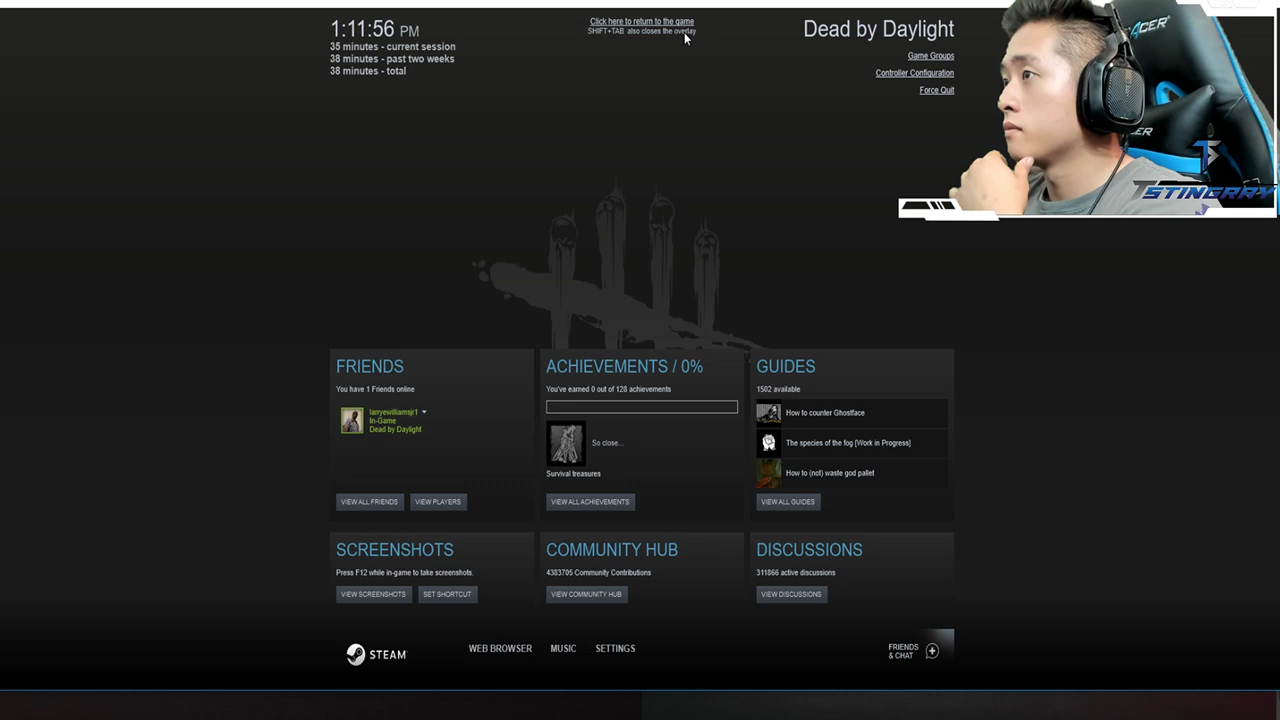 1:11:56 PM
35 minutes - current session
38 minutes - past two weeks
38 minutes - total
Click here to return to the game
SHIFT+TAB also closes the overlay
Dead by Daylight
Game Groups
Controller Configuration
Force Quit
ACER
ER
TSTINGRAY
FRIENDS
You have 1 Friends online
larryewilliamsjr1
In-Game
Dead by Daylight
VIEW ALL FRIENDS
VIEW PLAYERS
ACHIEVEMENTS / 0%
You've earned 0 out of 128 achievements
So close...
Survival treasures
VIEW ALL ACHIEVEMENTS
GUIDES
1502 available
How to counter Ghostface
The species of the fog [Work in Progress]
How to (not) waste god pallet
VIEW ALL GUIDES
SCREENSHOTS
Press F12 while in-game to take screenshots.
VIEW SCREENSHOTS
SET SHORTCUT
COMMUNITY HUB
4383705 Community Contributions
VIEW COMMUNITY HUB
DISCUSSIONS
311866 active discussions
VIEW DISCUSSIONS
STEAM
WEB BROWSER
MUSIC
SETTINGS
FRIENDS
& CHAT